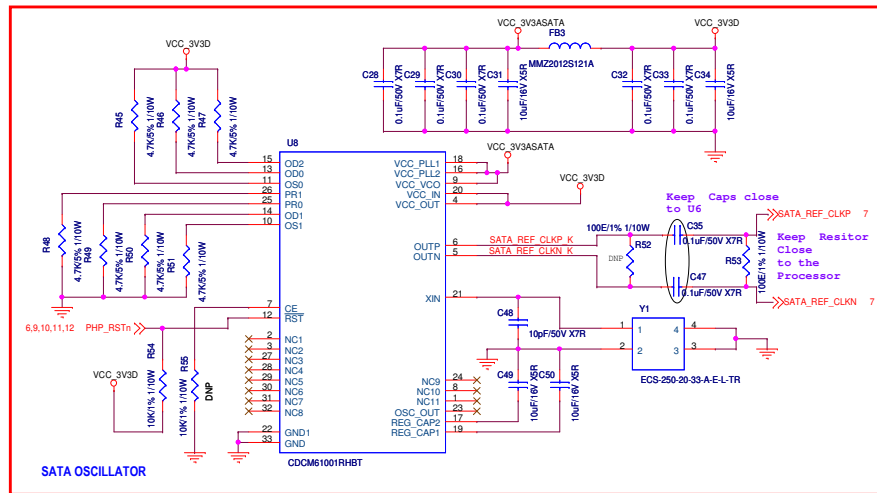 VCC_3V3D
R45
4.7K/5% 1/10W
R46
4.7K/5% 1/10W
R47
4.7K/5% 1/10W
VCC_3V3ASATA
FB3
MMZ2012S121A
VCC_3V3D
C28
0.1uF/50V X7R
C29
0.1uF/50V X7R
C30
0.1uF/50V X7R
C31
10uF/16V X5R
C32
0.1uF/50V X7R
C33
0.1uF/50V X7R
C34
10uF/16V X5R
U8
15 OD2
13 OD0
11 OS0
26 PR1
25 PR0
14 OD1
10 OS1
7 CE
12 RST
2 NC1
3 NC2
27 NC3
28 NC4
29 NC5
30 NC6
31 NC7
32 NC8
22 GND1
33 GND
VCC_PLL1 18
VCC_PLL2 16
VCC_VCO 9
VCC_IN 20
VCC_OUT 4
OUTP 6
OUTN 5
XIN 21
NC9 24
NC10 8
NC11 1
OSC_OUT 23
REG_CAP2 17
REG_CAP1 19
CDCM61001RHBT
VCC_3V3ASATA
VCC_3V3D
R48
4.7K/5% 1/10W
R49
4.7K/5% 1/10W
R50
4.7K/5% 1/10W
R51
4.7K/5% 1/10W
6,9,10,11,12 PHP_RSTn
VCC_3V3D
R54
10K/1% 1/10W
R55
10K/1% 1/10W
DNP
SATA_REF_CLKP_K
SATA_REF_CLKN_K
100E/1% 1/10W
R52
DNP
Keep Caps close
to U6
C35
0.1uF/50V X7R
C47
0.1uF/50V X7R
R53
100E/1% 1/10W
SATA_REF_CLKP 7
Keep Resitor
Close
to the
Processor
7
SATA_REF_CLKN 7
C48
10pF/50V X7R
C49
10uF/16V X5R
C50
10uF/16V X5R
Y1
1 1
2 2
4 4
3 3
ECS-250-20-33-A-E-L-TR
SATA OSCILLATOR